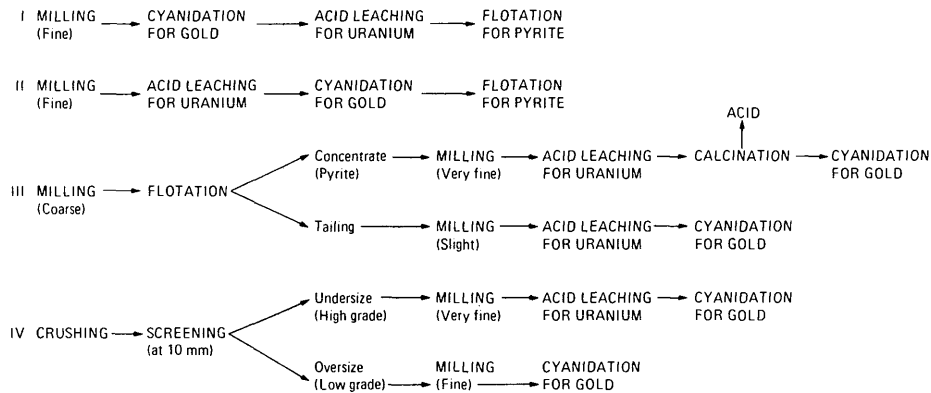 I MILLING CYANIDATION ACID LEACHING FLOTATION
(Fine) FOR GOLD FOR URANIUM FOR PYRITE
II MILLING ACID LEACHING CYANIDATION FLOTATION
(Fine) FOR URANIUM FOR GOLD FOR PYRITE
ACID
Concentrate MILLING ACID LEACHING CALCINATION CYANIDATION
(Pyrite) (Very fine) FOR URANIUM FOR GOLD
III MILLING FLOTATION
(Coarse)
Tailing MILLING ACID LEACHING CYANIDATION
(Slight) FOR URANIUM FOR GOLD
Undersize MILLING ACID LEACHING CYANIDATION
(High grade) (Very fine) FOR URANIUM FOR GOLD
IV CRUSHING SCREENING
(at 10 mm)
Oversize MILLING CYANIDATION
(Low grade) (Fine) FOR GOLD